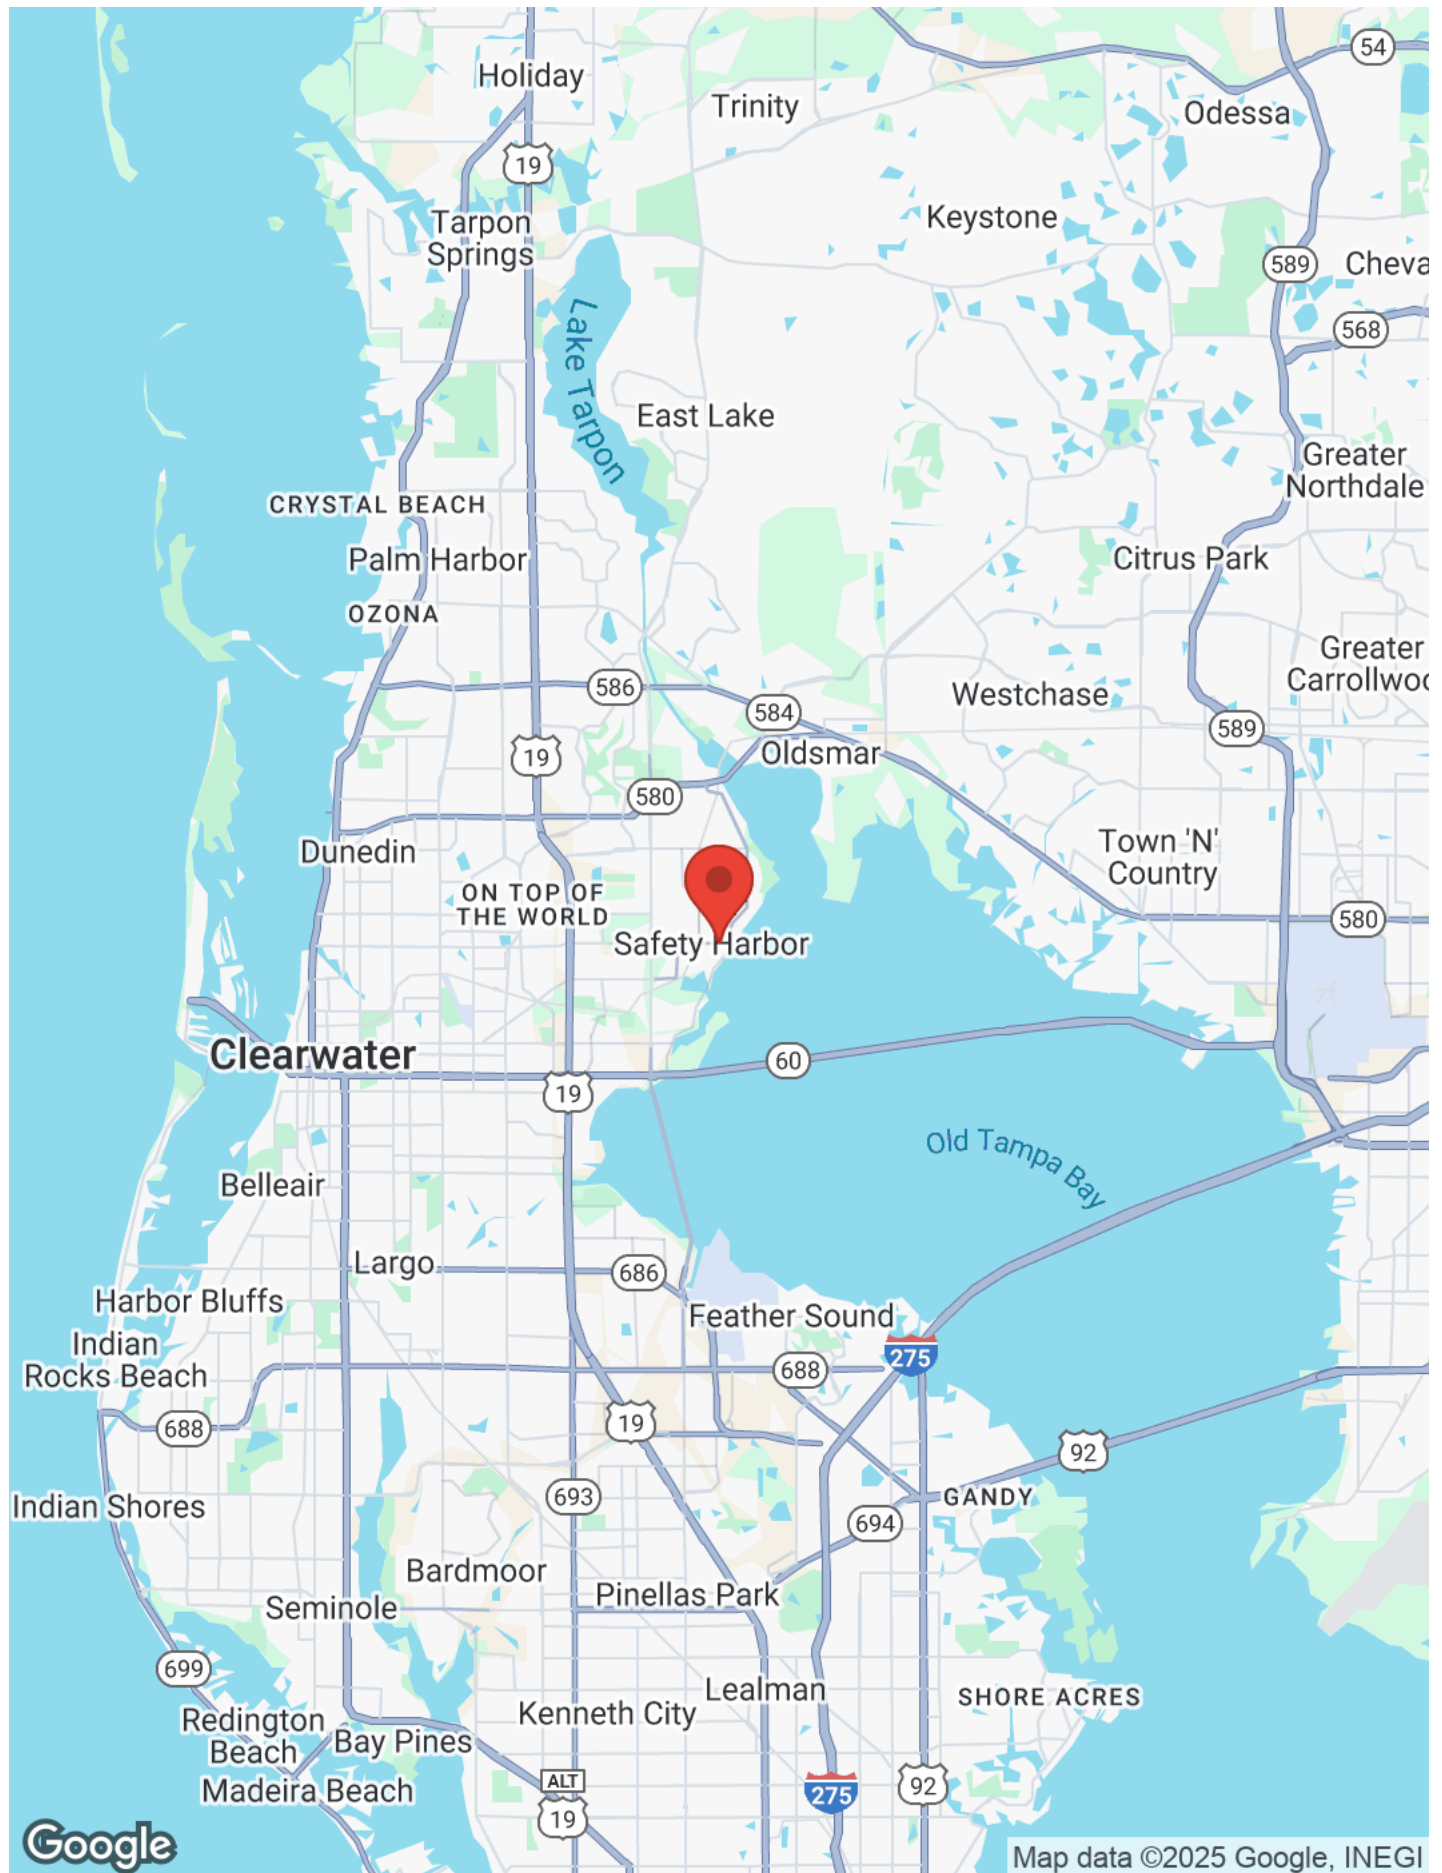 Holiday
Trinity
54
Odessa
19
Tarpon
Springs
Keystone
589
Cheva
568
Lake Tarpon
East Lake
Greater
Northdale
CRYSTAL BEACH
Palm Harbor
Citrus Park
OZONA
Greater
Carrollwoo
586
Westchase
584
589
19
Oldsmar
580
Dunedin
Town 'N'
Country
ON TOP OF
THE WORLD
580
Safety Harbor
Clearwater
60
19
Old Tampa Bay
Belleair
Largo
686
Harbor Bluffs
Feather Sound
Indian
Rocks Beach
275
688
688
19
92
693
GANDY
Indian Shores
694
Bardmoor
Pinellas Park
Seminole
699
Lealman
SHORE ACRES
Redington
Beach
Kenneth City
Bay Pines
Madeira Beach
ALT
19
275
92
Google
Map data ©2025 Google, INEGI